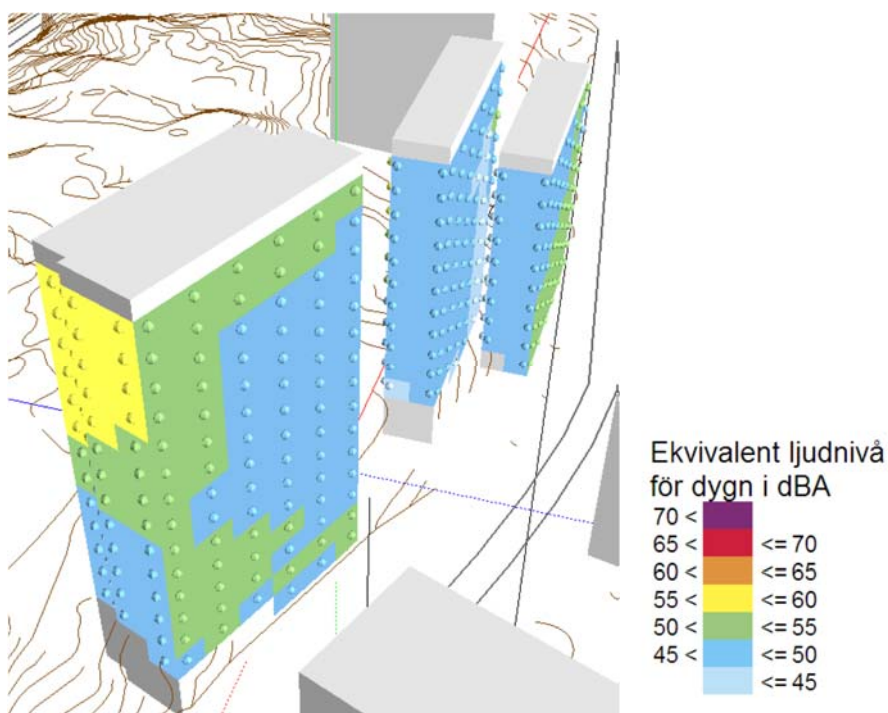 Ekvivalent ljudnivå
för dygn i dBA
70 <
65 < <= 70
60 < <= 65
55 < <= 60
50 < <= 55
45 < <= 50
<= 45